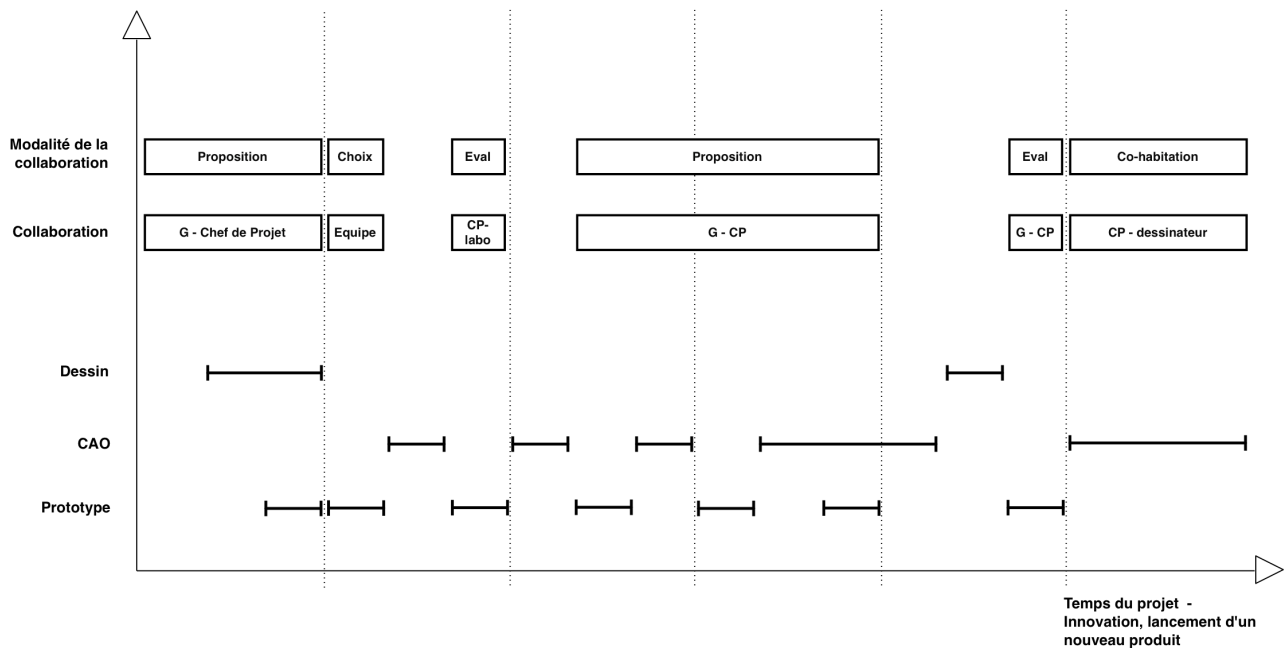 Modalité de la
collaboration
Proposition
Choix
Eval
Proposition
Eval
Co-habitation
Collaboration
G - Chef de Projet
Equipe
CP-
labo
G - CP
G - CP
CP - dessinateur
Dessin
CAO
Prototype
Temps du projet -
Innovation, lancement d'un
nouveau produit